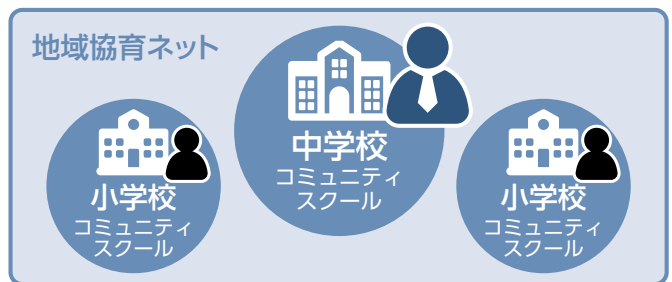 地域協育ネット
中学校
コミュニティ
スクール
小学校
コミュニティ
スクール
小学校
コミュニティ
スクール